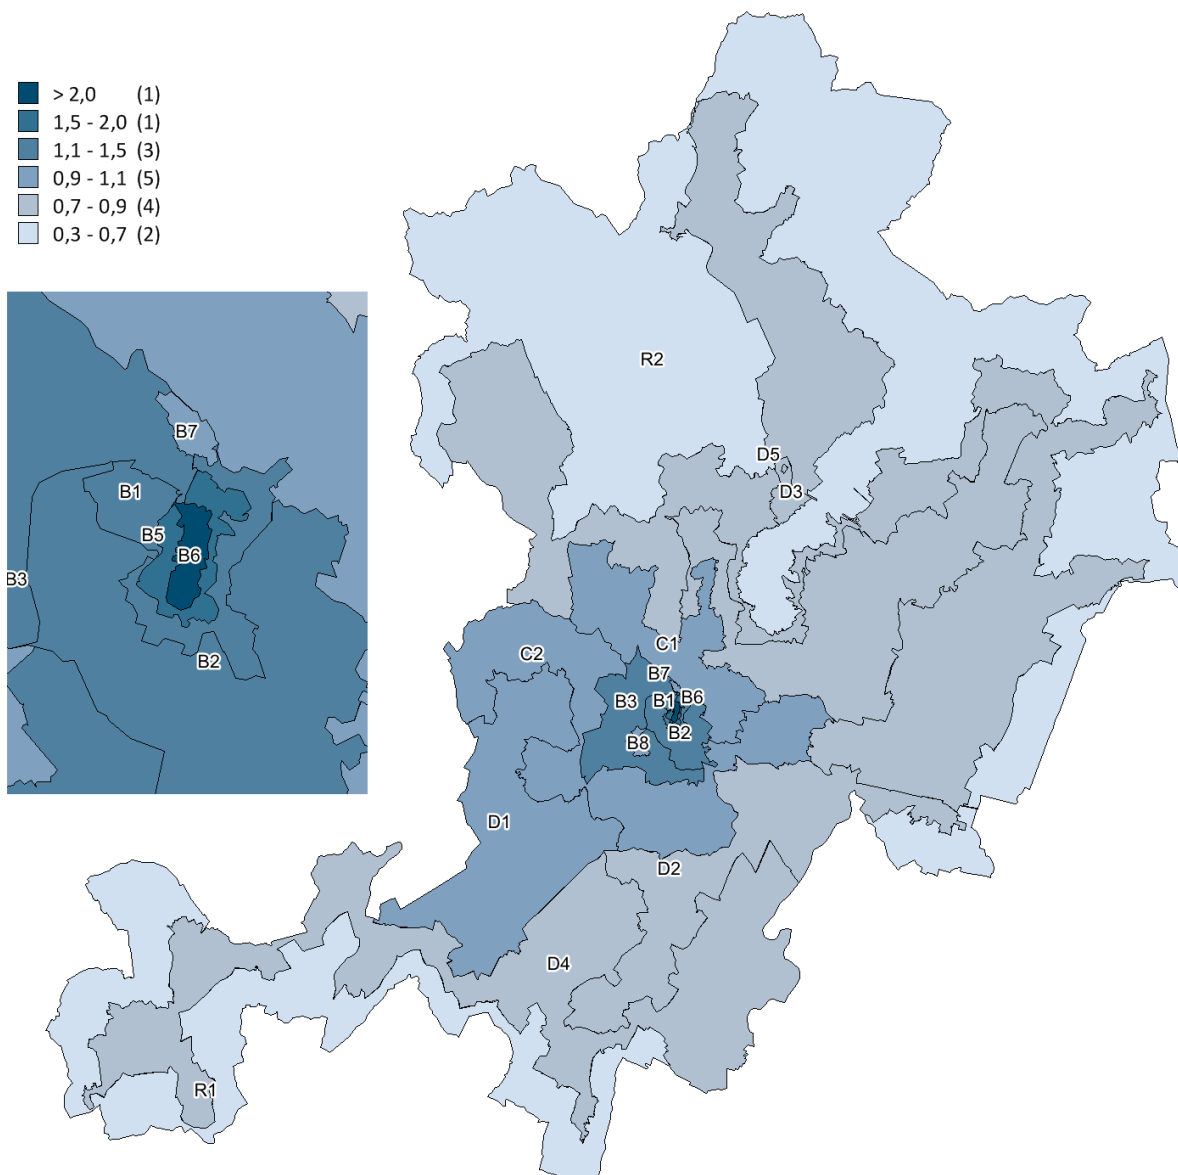 > 2,0 (1)
1,5 - 2,0 (1)
1,1 - 1,5 (3)
0,9 - 1,1 (5)
0,7 - 0,9 (4)
0,3 - 0,7 (2)
R2
B7
D5
B1
D3
B5
B6
B3
C1
C2
B2
B7
B3
B1
B6
B2
B8
D1
D2
D4
R1